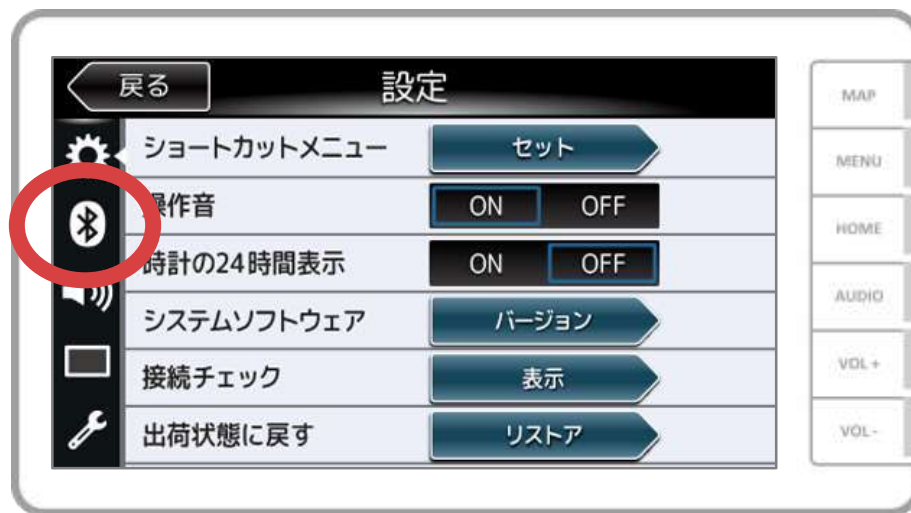 戻る 設定
ショートカットメニュー セット
操作音 ON OFF
時計の24時間表示 ON OFF
システムソフトウェア バージョン
接続チェック 表示
出荷状態に戻す リストア
MAP
MENU
HOME
AUDIO
VOL+
VOL-